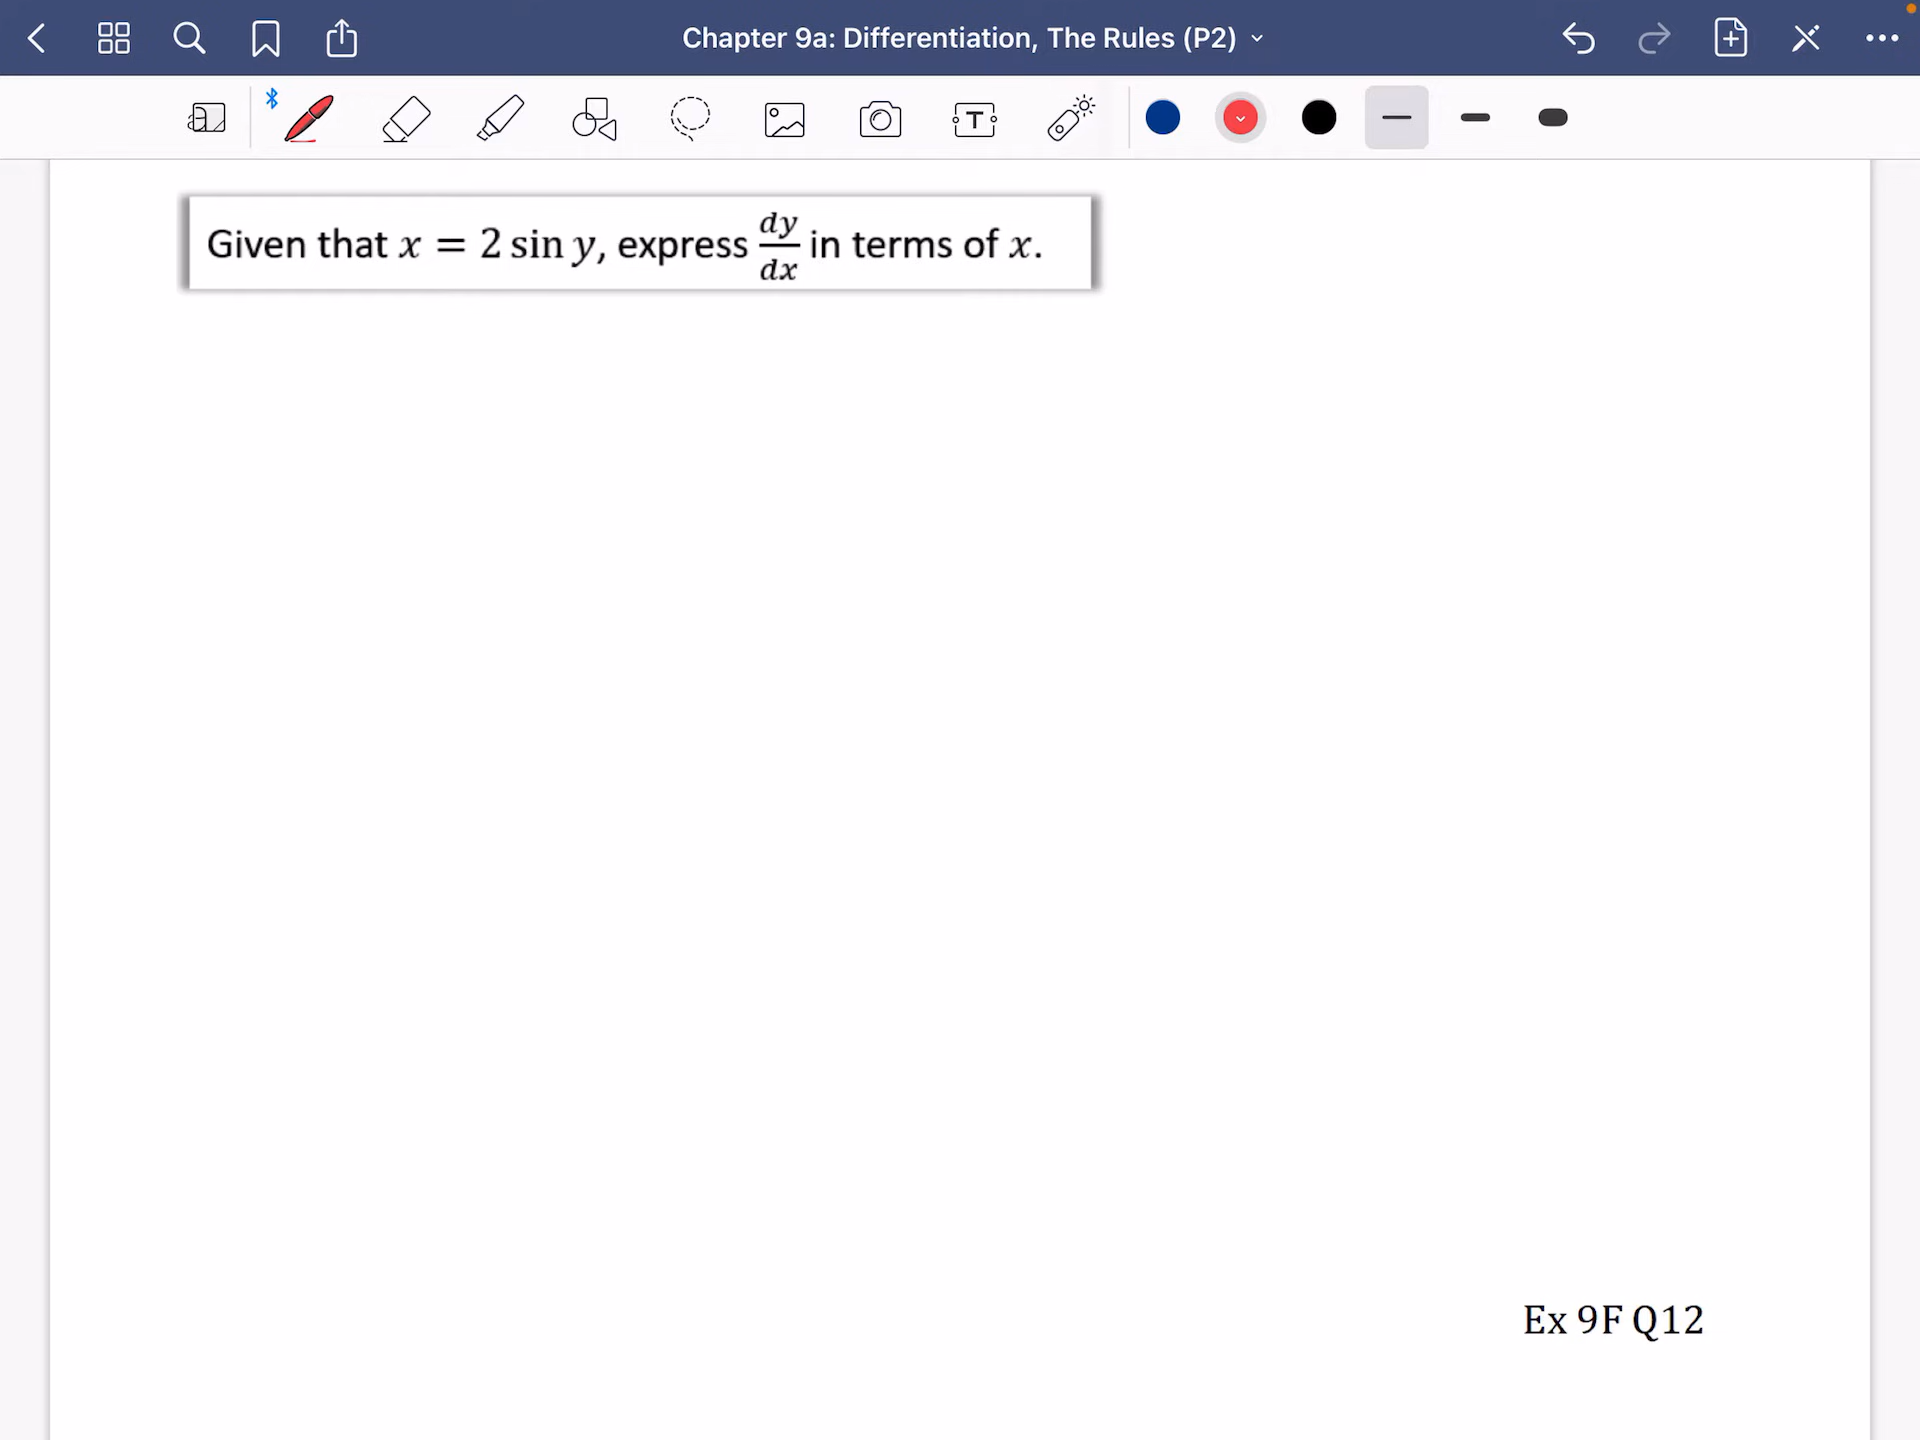 Chapter 9a: Differentiation, The Rules (P2)
a
T
Given that x = 2 sin y, express dy/dx in terms of x.
Ex 9F Q12